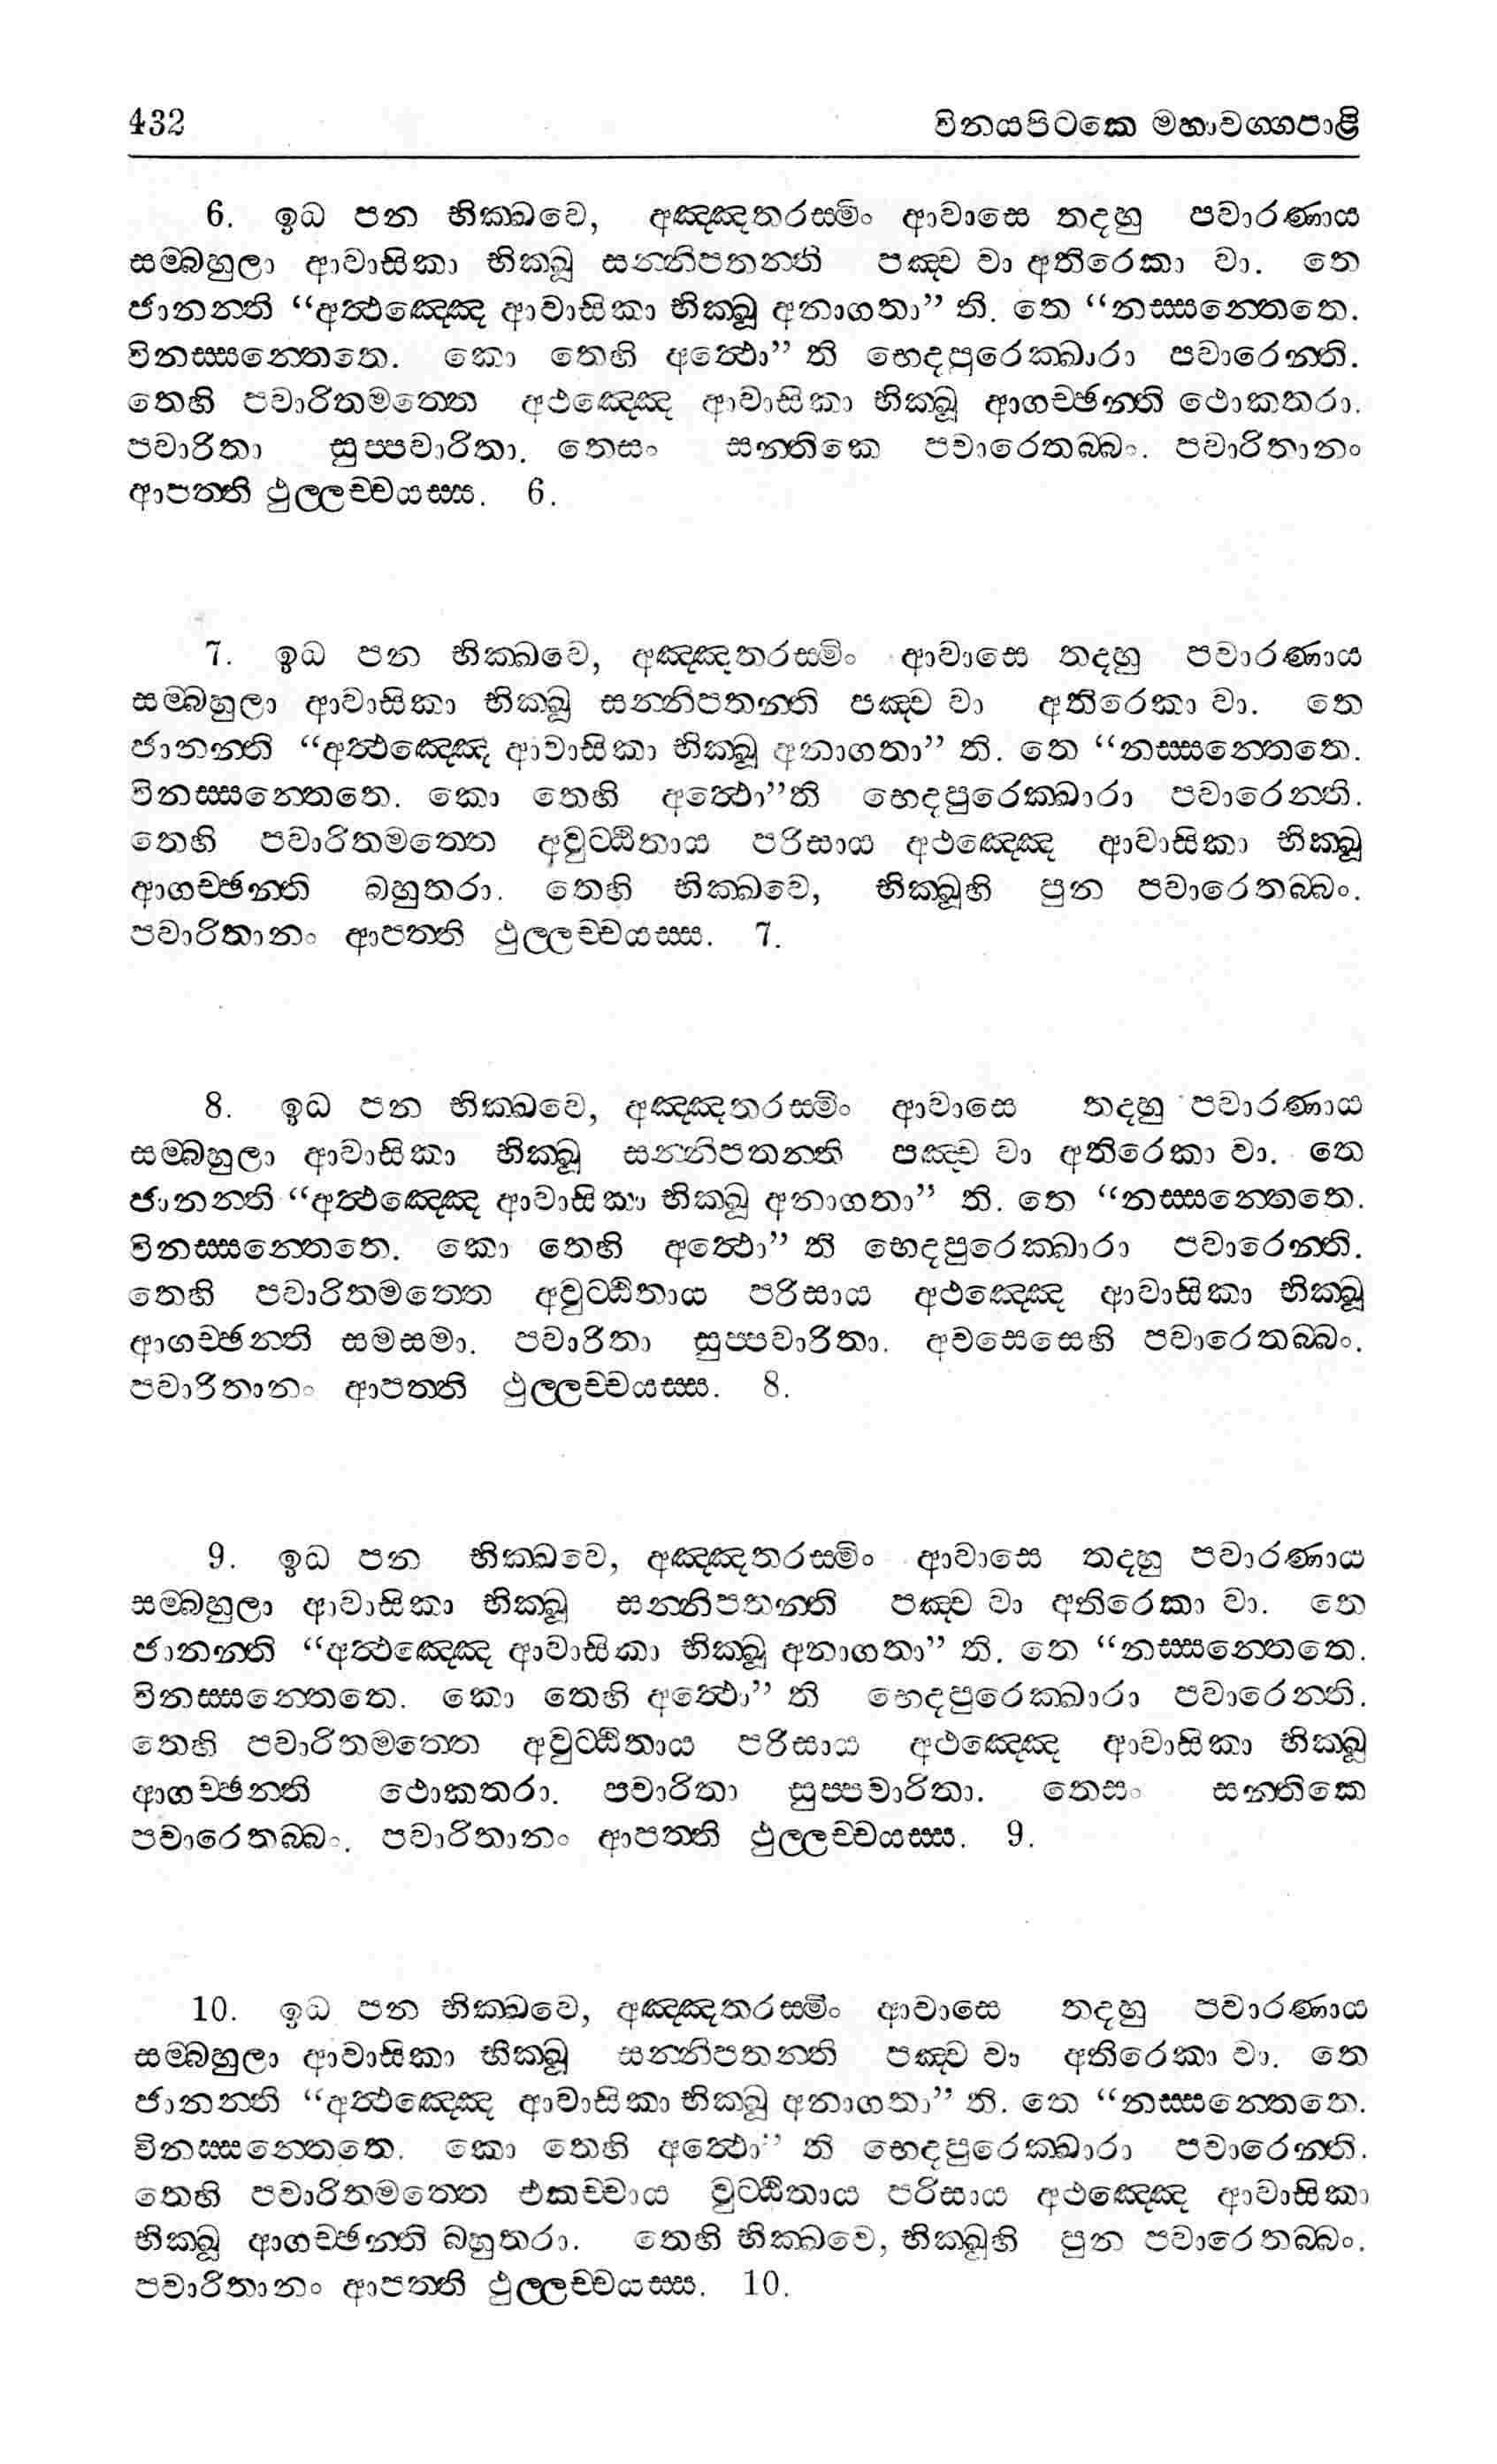 432 විනයපිටකෙ මහාවග්ගපාළි
6. ඉධ පන භික්ඛවෙ, අඤ්ඤතරස්මිං ආවාසෙ තදහු පවාරණාය
සම්බහුලා ආවාසිකා භික්ඛූ සන්නිපතන්ති පඤ්ච වා අතිරෙකා වා. තෙ
ජානන්ති “අත්ථඤ්ඤෙ ආවාසිකා භික්ඛූ අනාගතා” ති. තෙ “නස්සන්තෙතෙ.
විනස්සන්තෙතෙ. කො තෙහි අත්ථො” ති භෙදපුරෙක්ඛාරා පවාරෙන්ති.
තෙහි පවාරිතමත්තෙ අථඤ්ඤෙ ආවාසිකා භික්ඛූ ආගච්ඡන්ති ථොකතරා.
පවාරිතා සුප්පවාරිතා. තෙසං සන්තිකෙ පවාරෙතබ්බං. පවාරිතානං
ආපත්ති ථුල්ලච්චයස්ස. 6.
7. ඉධ පන භික්ඛවෙ, අඤ්ඤතරස්මිං ආවාසෙ තදහු පවාරණාය
සම්බහුලා ආවාසිකා භික්ඛූ සන්නිපතන්ති පඤ්ච වා අතිරෙකා වා. තෙ
ජානන්ති “අත්ථඤ්ඤෙ ආවාසිකා භික්ඛූ අනාගතා” ති. තෙ “නස්සන්තෙතෙ.
විනස්සන්තෙතෙ. කො තෙහි අත්ථො”ති භෙදපුරෙක්ඛාරා පවාරෙන්ති.
තෙහි පවාරිතමත්තෙ අවුට්ඨිතාය පරිසාය අථඤ්ඤෙ ආවාසිකා භික්ඛූ
ආගච්ඡන්ති බහුතරා. තෙහි භික්ඛවෙ, භික්ඛූහි පුන පවාරෙතබ්බං.
පවාරිතානං ආපත්ති ථුල්ලච්චයස්ස. 7.
8. ඉධ පන භික්ඛවෙ, අඤ්ඤතරස්මිං ආවාසෙ තදහු පවාරණාය
සම්බහුලා ආවාසිකා භික්ඛූ සන්නිපතන්ති පඤ්ච වා අතිරෙකා වා. තෙ
ජානන්ති “අත්ථඤ්ඤෙ ආවාසිකා භික්ඛූ අනාගතා” ති. තෙ “නස්සන්තෙතෙ.
විනස්සන්තෙතෙ. කො තෙහි අත්ථො” ති භෙදපුරෙක්ඛාරා පවාරෙන්ති.
තෙහි පවාරිතමත්තෙ අවුට්ඨිතාය පරිසාය අථඤ්ඤෙ ආවාසිකා භික්ඛූ
ආගච්ඡන්ති සමසමා. පවාරිතා සුප්පවාරිතා. අවසෙසෙහි පවාරෙතබ්බං.
පවාරිතානං ආපත්ති ථුල්ලච්චයස්ස. 8.
9. ඉධ පන භික්ඛවෙ, අඤ්ඤතරස්මිං ආවාසෙ තදහු පවාරණාය
සම්බහුලා ආවාසිකා භික්ඛූ සන්නිපතන්ති පඤ්ච වා අතිරෙකා වා. තෙ
ජානන්ති “අත්ථඤ්ඤෙ ආවාසිකා භික්ඛූ අනාගතා” ති. තෙ “නස්සන්තෙතෙ.
විනස්සන්තෙතෙ. කො තෙහි අත්ථො” ති භෙදපුරෙක්ඛාරා පවාරෙන්ති.
තෙහි පවාරිතමත්තෙ අවුට්ඨිතාය පරිසාය අථඤ්ඤෙ ආවාසිකා භික්ඛූ
ආගච්ඡන්ති ථොකතරා. පවාරිතා සුප්පවාරිතා. තෙසං සන්තිකෙ
පවාරෙතබ්බං. පවාරිතානං ආපත්ති ථුල්ලච්චයස්ස. 9.
10. ඉධ පන භික්ඛවෙ, අඤ්ඤතරස්මිං ආවාසෙ තදහු පවාරණාය
සම්බහුලා ආවාසිකා භික්ඛූ සන්නිපතන්ති පඤ්ච වා අතිරෙකා වා. තෙ
ජානන්ති “අත්ථඤ්ඤෙ ආවාසිකා භික්ඛූ අනාගතා” ති. තෙ “නස්සන්තෙතෙ.
විනස්සන්තෙතෙ. කො තෙහි අත්ථො” ති භෙදපුරෙක්ඛාරා පවාරෙන්ති.
තෙහි පවාරිතමත්තෙ එකච්චාය වුට්ඨිතාය පරිසාය අථඤ්ඤෙ ආවාසිකා
භික්ඛූ ආගච්ඡන්ති බහුතරා. තෙහි භික්ඛවෙ, භික්ඛූහි පුන පවාරෙතබ්බං.
පවාරිතානං ආපත්ති ථුල්ලච්චයස්ස. 10.